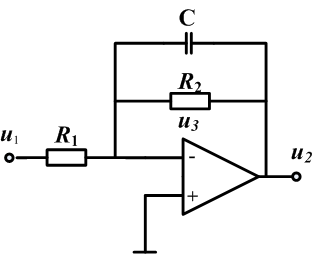 C
R₂
u₃
u₁
R₁
u₂
-
+